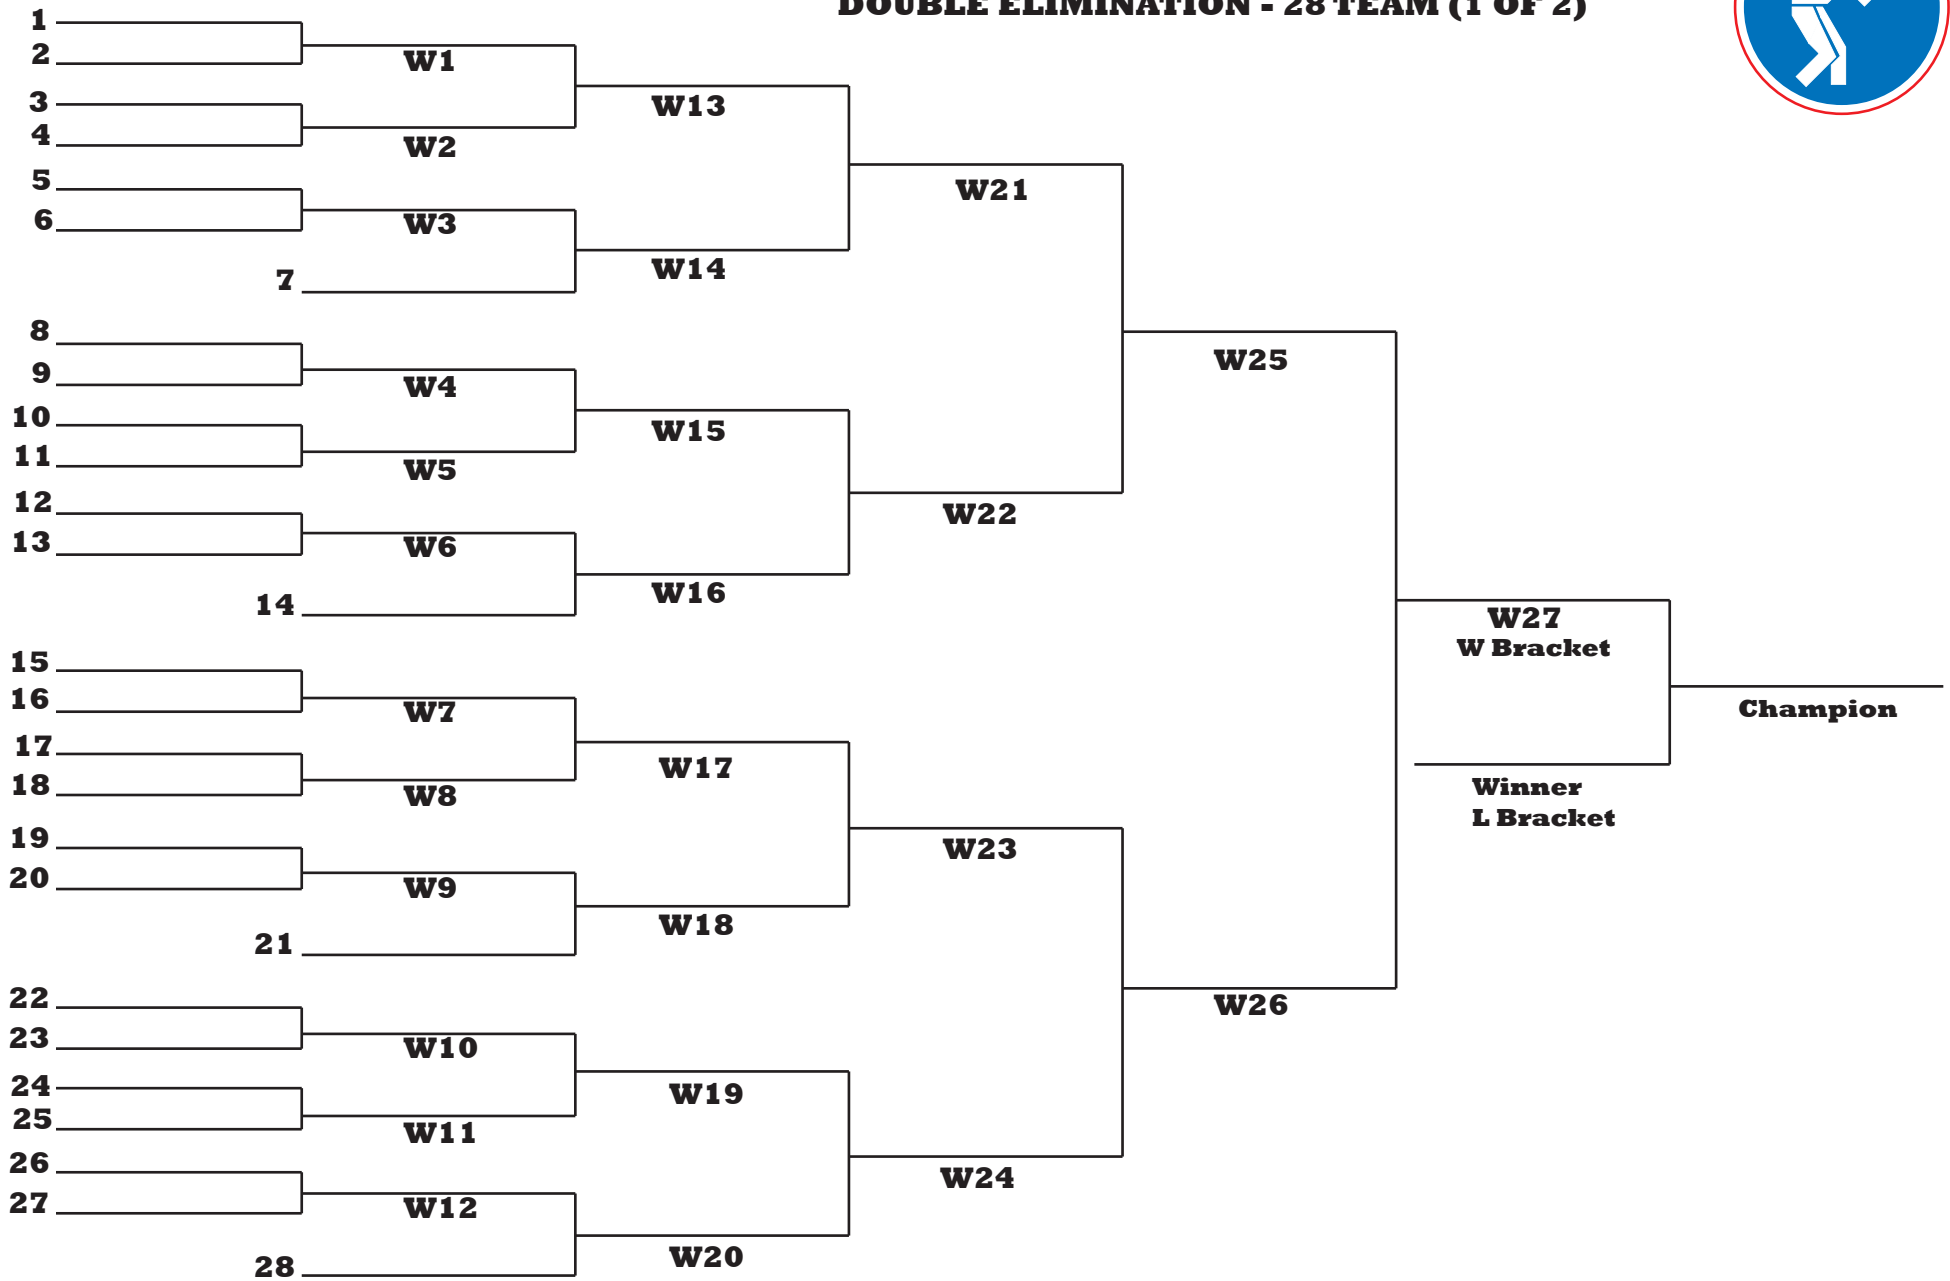 DOUBLE ELIMINATION - 28 TEAM (1 OF 2)
1
2
W1
3
4
W2
W13
5
6
W3
7
W14
W21
8
9
W4
10
11
W5
W15
12
13
W6
14
W16
W22
W25
15
16
W7
17
18
W8
W17
19
20
W9
21
W18
W23
22
23
W10
24
25
W11
W19
26
27
W12
28
W20
W24
W26
W27
W Bracket
Winner
L Bracket
Champion